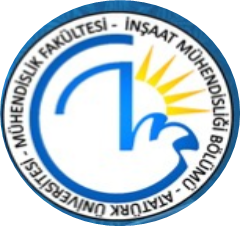 ATATÜRK ÜNİVERSİTESİ - MÜHENDİSLİK FAKÜLTESİ - İNŞAAT MÜHENDİSLİĞİ BÖLÜMÜ -